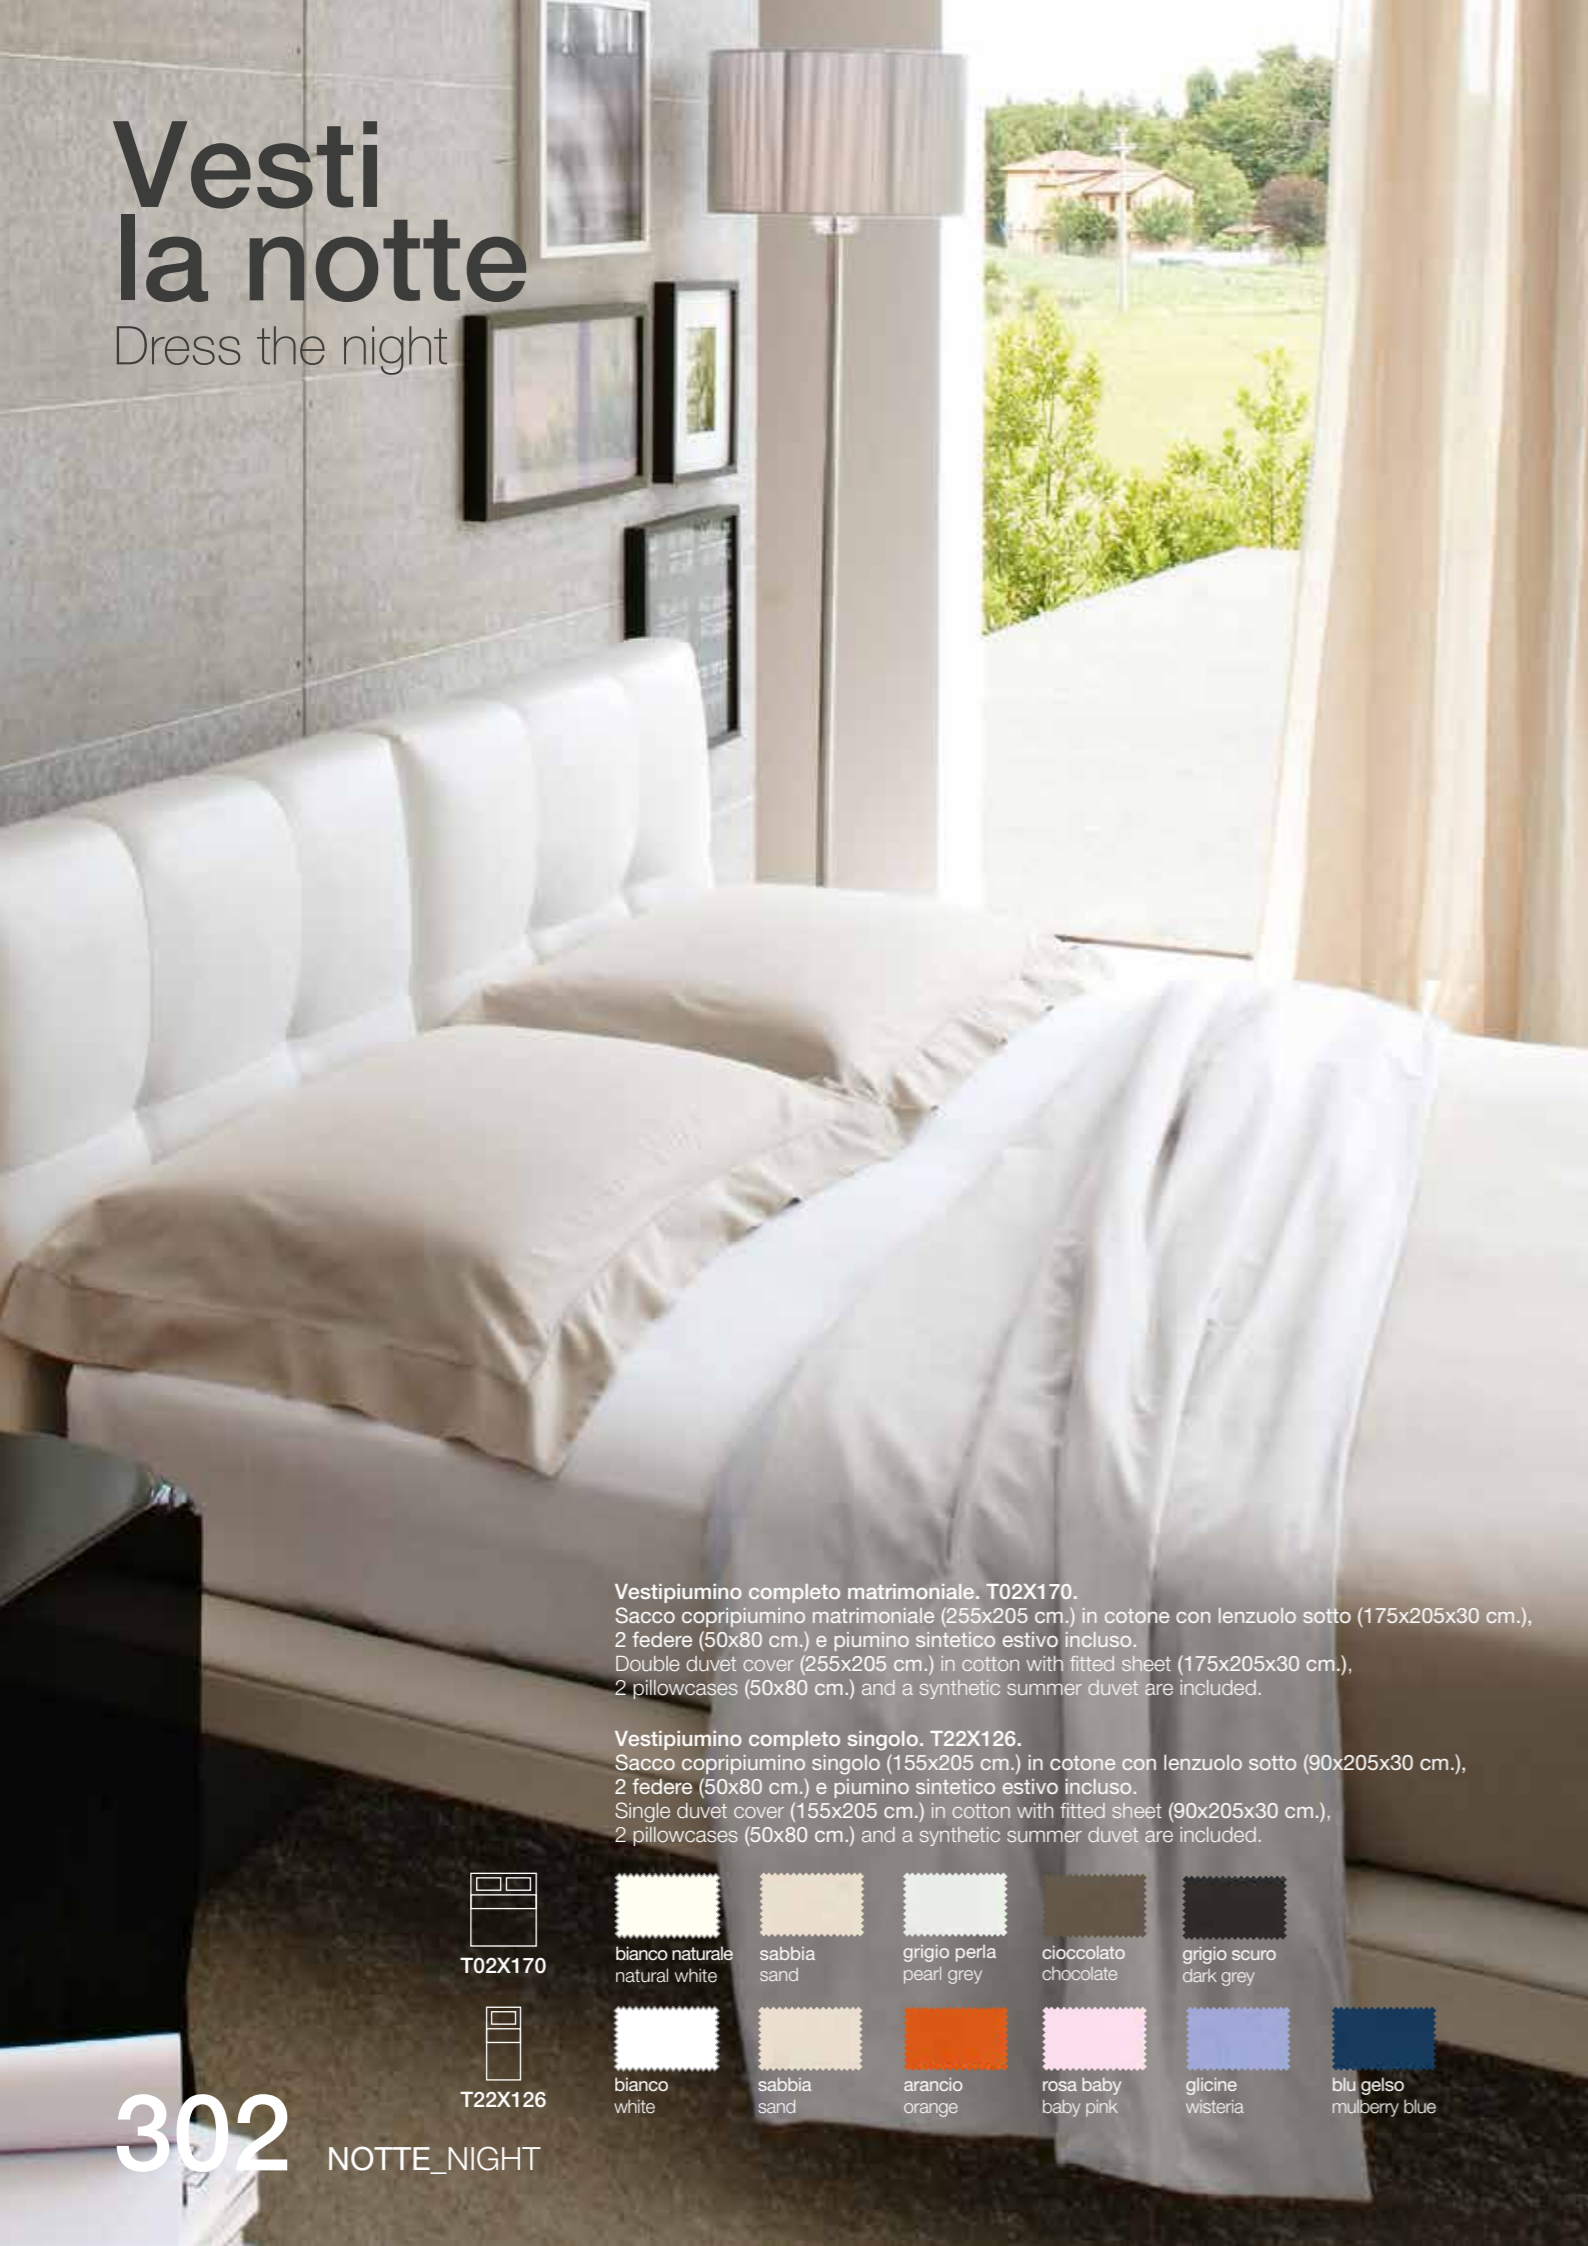 Vesti
la notte
Dress the night
Vestipiumino completo matrimoniale. T02X170.
Sacco copripiumino matrimoniale (255x205 cm.) in cotone con lenzuolo sotto (175x205x30 cm.),
2 federe (50x80 cm.) e piumino sintetico estivo incluso.
Double duvet cover (255x205 cm.) in cotton with fitted sheet (175x205x30 cm.),
2 pillowcases (50x80 cm.) and a synthetic summer duvet are included.
Vestipiumino completo singolo. T22X126.
Sacco copripiumino singolo (155x205 cm.) in cotone con lenzuolo sotto (90x205x30 cm.),
2 federe (50x80 cm.) e piumino sintetico estivo incluso.
Single duvet cover (155x205 cm.) in cotton with fitted sheet (90x205x30 cm.),
2 pillowcases (50x80 cm.) and a synthetic summer duvet are included.
T02X170
bianco naturale
natural white
sabbia
sand
grigio perla
pearl grey
cioccolato
chocolate
grigio scuro
dark grey
T22X126
bianco
white
sabbia
sand
arancio
orange
rosa baby
baby pink
glicine
wisteria
blu gelso
mulberry blue
302 NOTTE_NIGHT